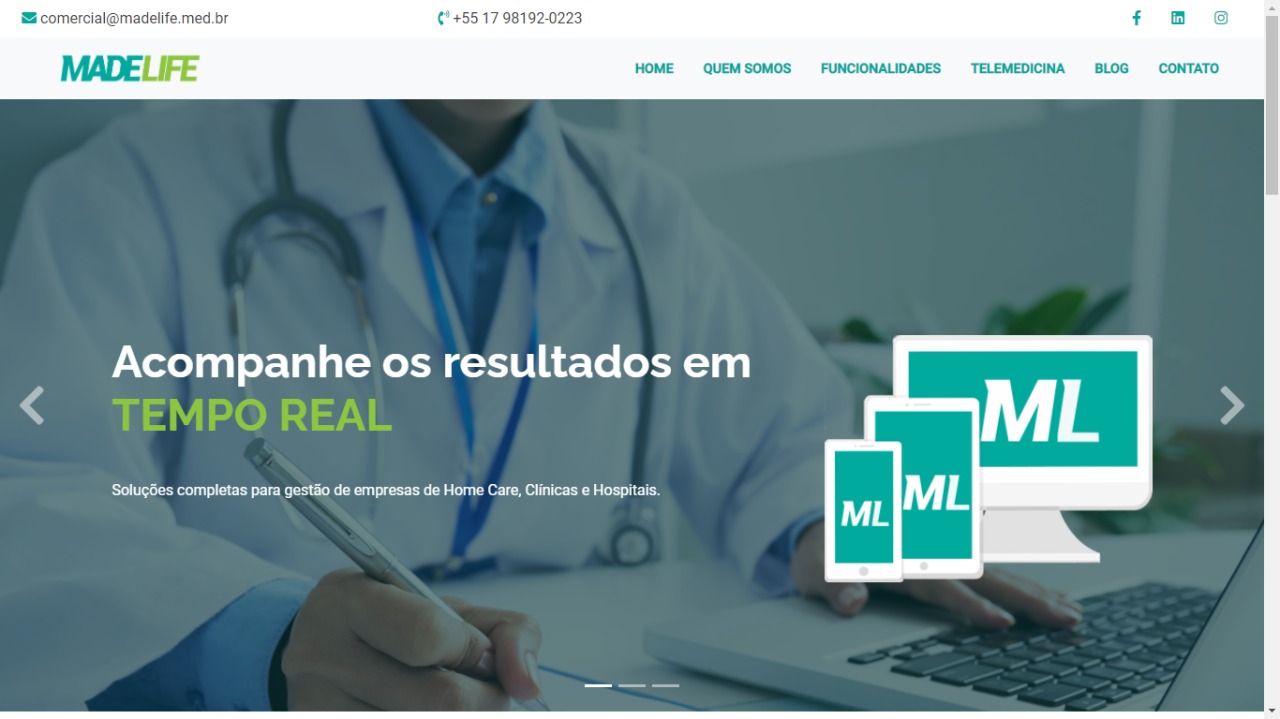 comercial@madelife.med.br
+55 17 98192-0223
MADELIFE
HOME
QUEM SOMOS
FUNCIONALIDADES
TELEMEDICINA
BLOG
CONTATO
Acompanhe os resultados em
TEMPO REAL
Soluções completas para gestão de empresas de Home Care, Clínicas e Hospitais.
ML
ML
ML